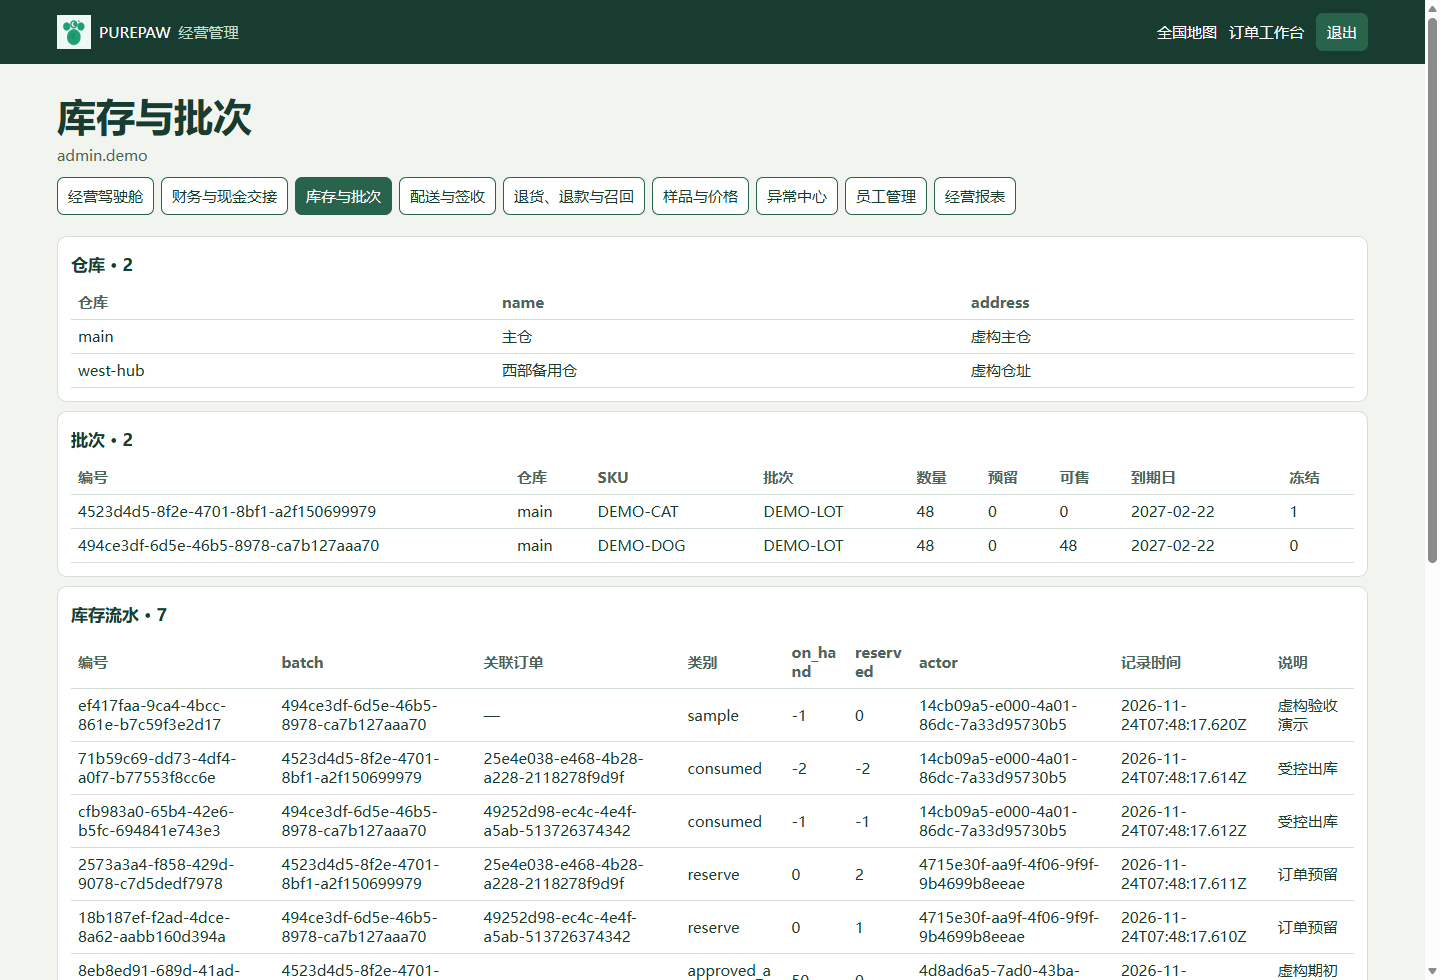 PUREPAW 经营管理 全国地图 订单工作台 退出
库存与批次
admin.demo
经营驾驶舱 财务与现金交接 库存与批次 配送与签收 退货、退款与召回 样品与价格 异常中心 员工管理 经营报表
仓库 • 2
仓库 name address
main 主仓 虚构主仓
west-hub 西部备用仓 虚构仓址
批次 • 2
编号 仓库 SKU 批次 数量 预留 可售 到期日 冻结
4523d4d5-8f2e-4701-8bf1-a2f150699979 main DEMO-CAT DEMO-LOT 48 0 0 2027-02-22 1
494ce3df-6d5e-46b5-8978-ca7b127aaa70 main DEMO-DOG DEMO-LOT 48 0 48 2027-02-22 0
库存流水 • 7
编号 batch 关联订单 类别 on_ha reserv actor 记录时间 说明
nd ed
ef417faa-9ca4-4bcc- 494ce3df-6d5e-46b5- — sample -1 0 14cb09a5-e000-4a01- 2026-11- 虚构验收
861e-b7c59f3e2d17 8978-ca7b127aaa70 86dc-7a33d95730b5 24T07:48:17.620Z 演示
71b59c69-dd73-4df4- 4523d4d5-8f2e-4701- 25e4e038-e468-4b28- consumed -2 -2 14cb09a5-e000-4a01- 2026-11- 受控出库
a0f7-b77553f8cc6e 8bf1-a2f150699979 a228-2118278f9d9f 86dc-7a33d95730b5 24T07:48:17.614Z
cfb983a0-65b4-42e6- 494ce3df-6d5e-46b5- 49252d98-ec4c-4e4f- consumed -1 -1 14cb09a5-e000-4a01- 2026-11- 受控出库
b5fc-694841e743e3 8978-ca7b127aaa70 a5ab-513726374342 86dc-7a33d95730b5 24T07:48:17.612Z
2573a3a4-f858-429d- 4523d4d5-8f2e-4701- 25e4e038-e468-4b28- reserve 0 2 4715e30f-aa9f-4f06-9f9f- 2026-11- 订单预留
9078-c7d5dedf7978 8bf1-a2f150699979 a228-2118278f9d9f 9b4699b8eeae 24T07:48:17.611Z
18b187ef-f2ad-4dce- 494ce3df-6d5e-46b5- 49252d98-ec4c-4e4f- reserve 0 1 4715e30f-aa9f-4f06-9f9f- 2026-11- 订单预留
8a62-aabb160d394a 8978-ca7b127aaa70 a5ab-513726374342 9b4699b8eeae 24T07:48:17.610Z
8eb8ed91-689d-41ad- 4523d4d5-8f2e-4701- approved_a 50 0 4d8ad6a5-7ad0-43ba- 2026-11- 虚构期初